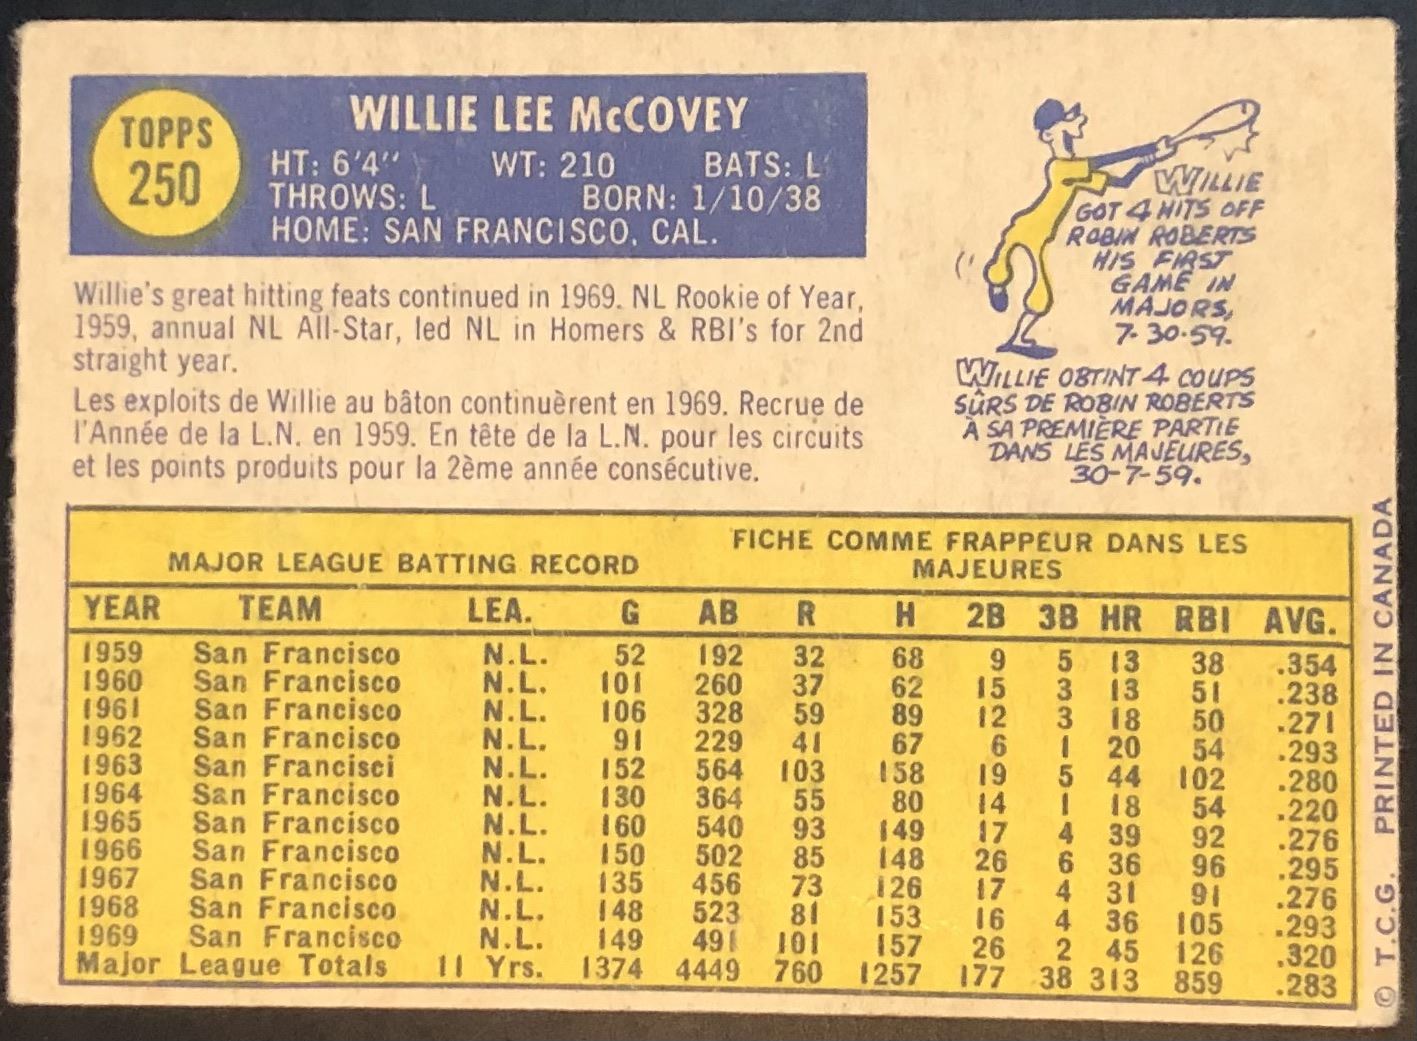 TOPPS
250
WILLIE LEE McCOVEY
HT: 6'4" WT: 210 BATS: L
THROWS: L BORN: 1/10/38
HOME: SAN FRANCISCO, CAL.
Willie's great hitting feats continued in 1969. NL Rookie of Year,
1959, annual NL All-Star, led NL in Homers & RBI's for 2nd
straight year.
Les exploits de Willie au bâton continuèrent en 1969. Recrue de
l'Année de la L.N. en 1959. En tête de la L.N. pour les circuits
et les points produits pour la 2ème année consécutive.
WILLIE
GOT 4 HITS OFF
ROBIN ROBERTS
HIS FIRST
GAME IN
MAJORS,
7-30-59.
WILLIE OBTINT 4 COUPS
SÛRS DE ROBIN ROBERTS
À SA PREMIÈRE PARTIE
DANS LES MAJEURES,
30-7-59.
MAJOR LEAGUE BATTING RECORD
FICHE COMME FRAPPEUR DANS LES
MAJEURES
YEAR TEAM LEA. G AB R H 2B 3B HR RBI AVG.
1959 San Francisco N.L. 52 192 32 68 9 5 13 38 .354
1960 San Francisco N.L. 101 260 37 62 15 3 13 51 .238
1961 San Francisco N.L. 106 328 59 89 12 3 18 50 .271
1962 San Francisco N.L. 91 229 41 67 6 1 20 54 .293
1963 San Francisci N.L. 152 564 103 158 19 5 44 102 .280
1964 San Francisco N.L. 130 364 55 80 14 1 18 54 .220
1965 San Francisco N.L. 160 540 93 149 17 4 39 92 .276
1966 San Francisco N.L. 150 502 85 148 26 6 36 96 .295
1967 San Francisco N.L. 135 456 73 126 17 4 31 91 .276
1968 San Francisco N.L. 148 523 81 153 16 4 36 105 .293
1969 San Francisco N.L. 149 491 101 157 26 2 45 126 .320
Major League Totals 11 Yrs. 1374 4449 760 1257 177 38 313 859 .283
© T.C.G. PRINTED IN CANADA